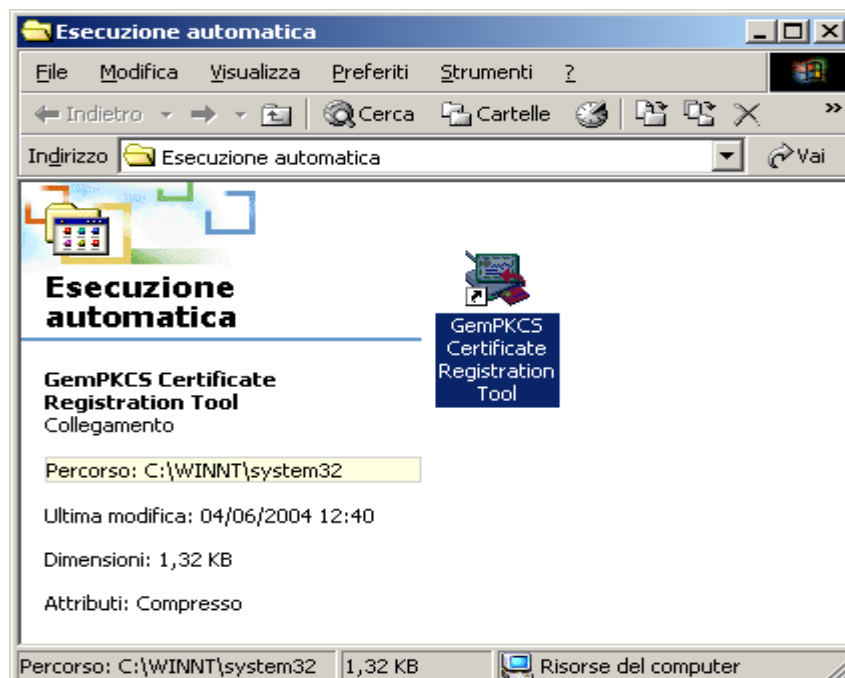 Esecuzione automatica
File Modifica Visualizza Preferiti Strumenti ?
Indietro Cerca Cartelle »
Indirizzo Esecuzione automatica Vai
Esecuzione
automatica
GemPKCS Certificate
Registration Tool
Collegamento
Percorso: C:\WINNT\system32
Ultima modifica: 04/06/2004 12:40
Dimensioni: 1,32 KB
Attributi: Compresso
GemPKCS
Certificate
Registration
Tool
Percorso: C:\WINNT\system32 1,32 KB Risorse del computer